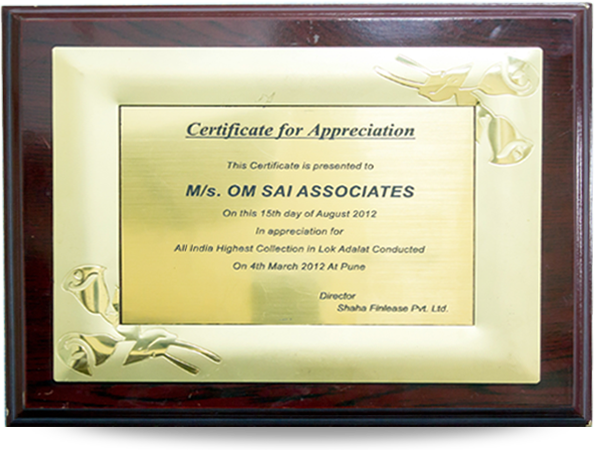 Certificate for Appreciation
This Certificate is presented to
M/s. OM SAI ASSOCIATES
On this 15th day of August 2012
In appreciation for
All India Highest Collection in Lok Adalat Conducted
On 4th March 2012 At Pune
Director
Shaha Finlease Pvt. Ltd.